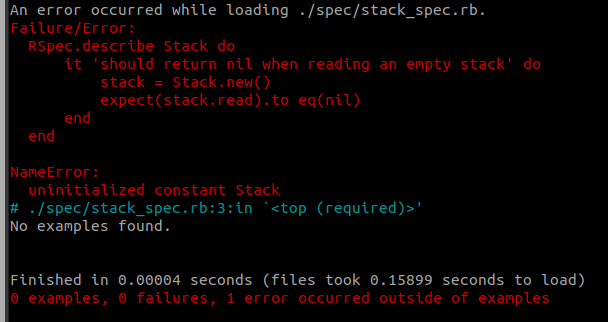 An error occurred while loading ./spec/stack_spec.rb.
Failure/Error:
  RSpec.describe Stack do
      it 'should return nil when reading an empty stack' do
          stack = Stack.new()
          expect(stack.read).to eq(nil)
      end
  end

NameError:
  uninitialized constant Stack
# ./spec/stack_spec.rb:3:in `<top (required)>'
No examples found.


Finished in 0.00004 seconds (files took 0.15899 seconds to load)
0 examples, 0 failures, 1 error occurred outside of examples